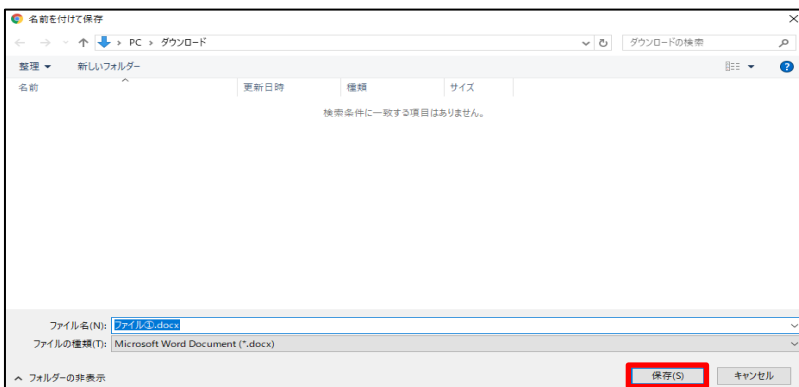 名前を付けて保存
PC › ダウンロード ダウンロードの検索
整理 新しいフォルダー
名前 更新日時 種類 サイズ
検索条件に一致する項目はありません。
ファイル名(N): ファイル①.docx
ファイルの種類(T): Microsoft Word Document (*.docx)
フォルダーの非表示 保存(S) キャンセル